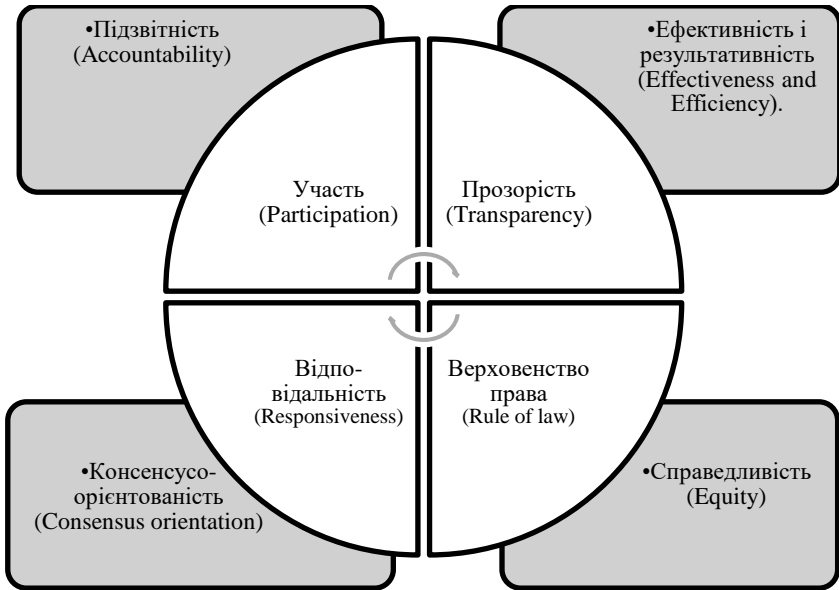 •Підзвітність
(Accountability)
•Ефективність і
результативність
(Effectiveness and
Efficiency).
Участь
(Participation)
Прозорість
(Transparency)
Відпо-
відальність
(Responsiveness)
Верховенство
права
(Rule of law)
•Консенсусо-
орієнтованість
(Consensus orientation)
•Справедливість
(Equity)